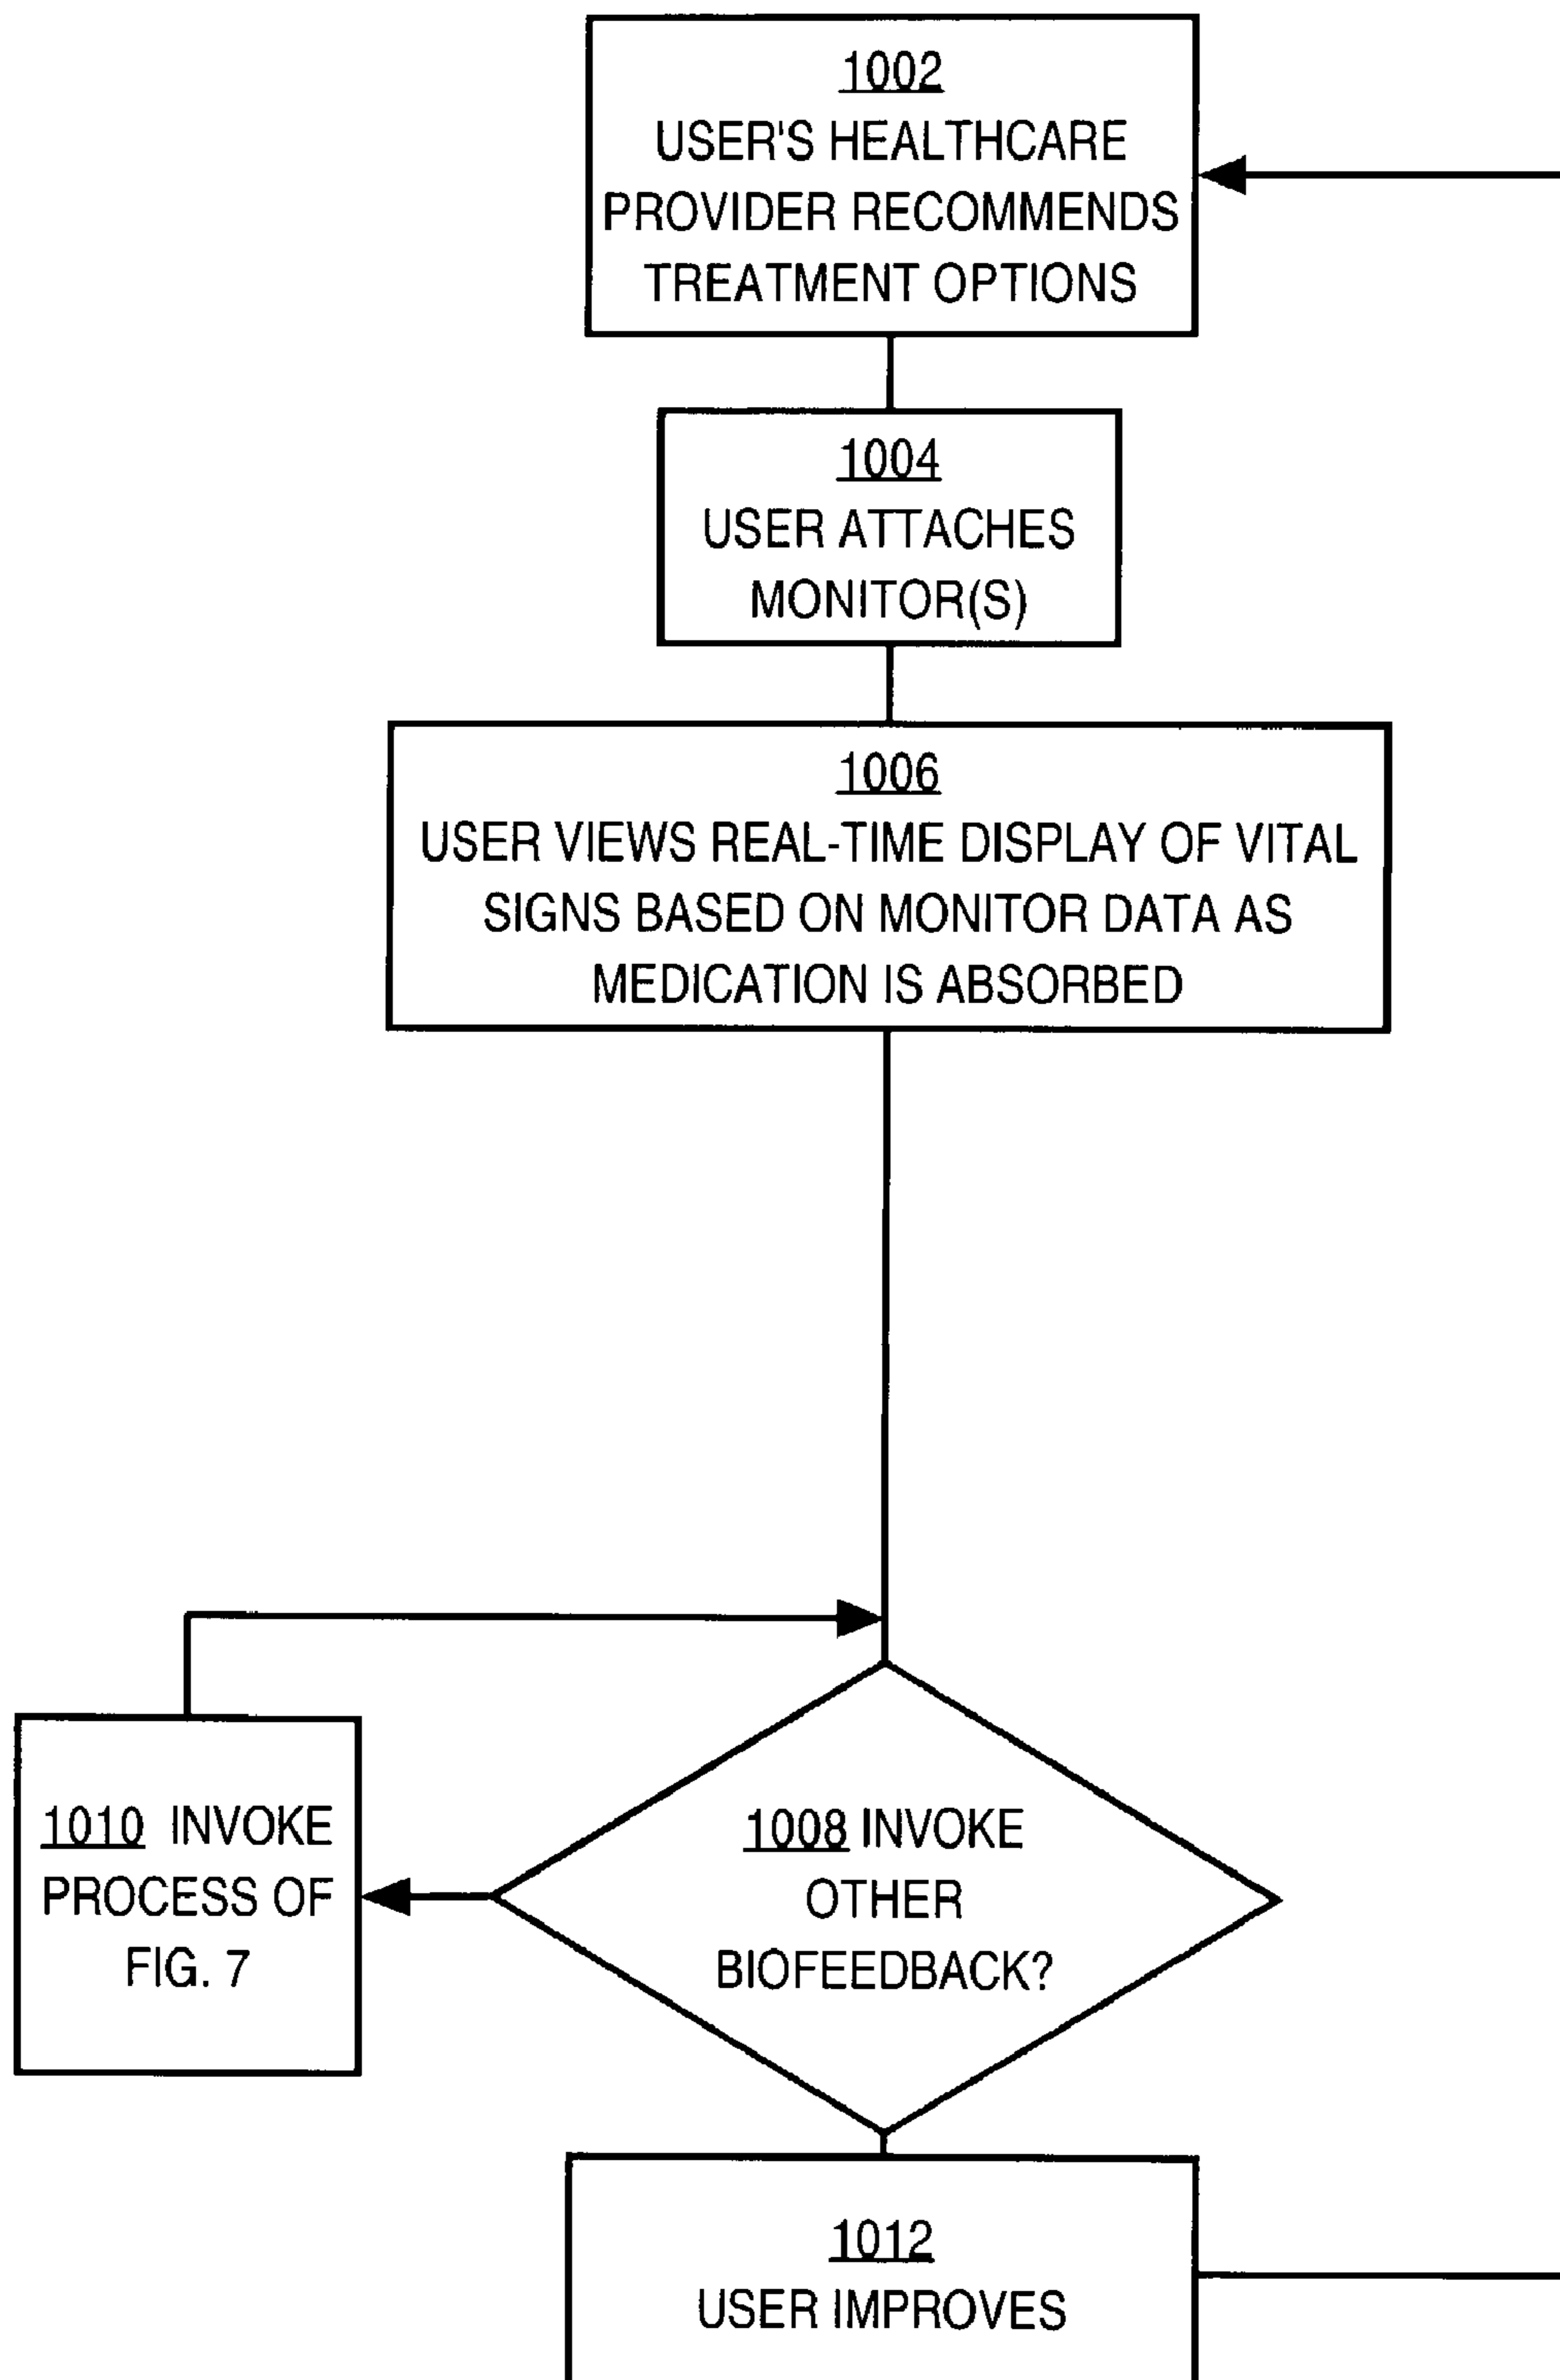 1002
USER'S HEALTHCARE
PROVIDER RECOMMENDS
TREATMENT OPTIONS
1004
USER ATTACHES
MONITOR(S)
1006
USER VIEWS REAL-TIME DISPLAY OF VITAL
SIGNS BASED ON MONITOR DATA AS
MEDICATION IS ABSORBED
1010 INVOKE
PROCESS OF
FIG. 7
1008 INVOKE
OTHER
BIOFEEDBACK?
1012
USER IMPROVES